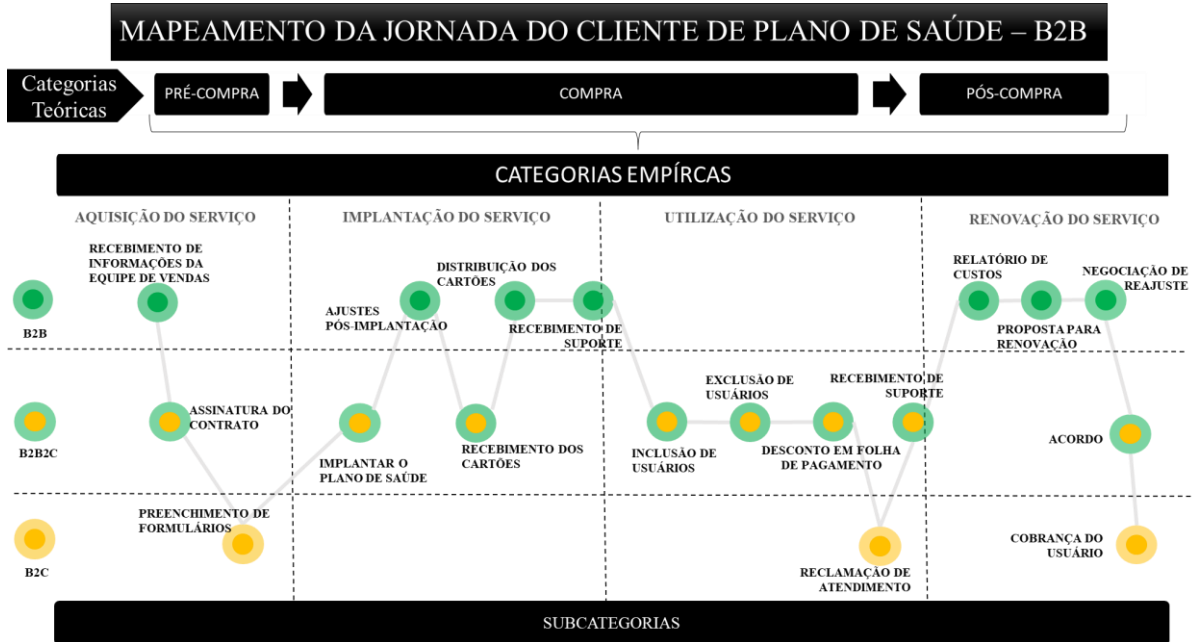 MAPEAMENTO DA JORNADA DO CLIENTE DE PLANO DE SAÚDE – B2B
Categorias
Teóricas
PRÉ-COMPRA
COMPRA
PÓS-COMPRA
CATEGORIAS EMPÍRCAS
AQUISIÇÃO DO SERVIÇO
IMPLANTAÇÃO DO SERVIÇO
UTILIZAÇÃO DO SERVIÇO
RENOVAÇÃO DO SERVIÇO
B2B
RECEBIMENTO DE
INFORMAÇÕES DA
EQUIPE DE VENDAS
AJUSTES
PÓS-IMPLANTAÇÃO
DISTRIBUIÇÃO DOS
CARTÕES
RECEBIMENTO DE
SUPORTE
RELATÓRIO DE
CUSTOS
PROPOSTA PARA
RENOVAÇÃO
NEGOCIAÇÃO DE
REAJUSTE
B2B2C
ASSINATURA DO
CONTRATO
IMPLANTAR O
PLANO DE SAÚDE
RECEBIMENTO DOS
CARTÕES
INCLUSÃO DE
USUÁRIOS
EXCLUSÃO DE
USUÁRIOS
DESCONTO EM FOLHA
DE PAGAMENTO
RECEBIMENTO DE
SUPORTE
ACORDO
B2C
PREENCHIMENTO DE
FORMULÁRIOS
RECLAMAÇÃO DE
ATENDIMENTO
COBRANÇA DO
USUÁRIO
SUBCATEGORIAS